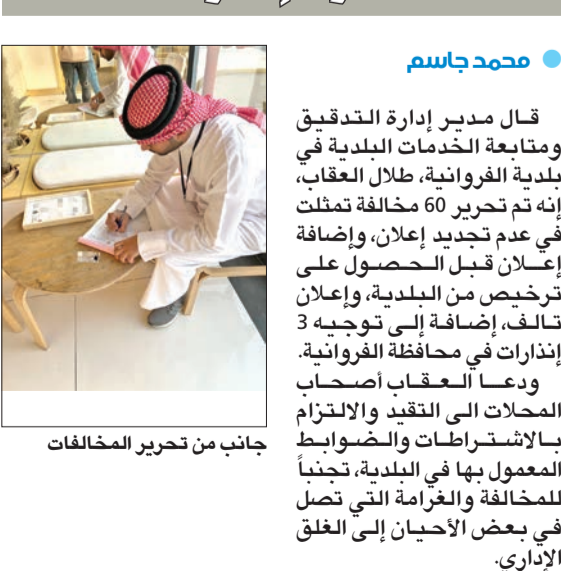 محمد جاسم
قال مدير إدارة التدقيق
ومتابعة الخدمات البلدية في
بلدية الفروانية، طلال العقاب،
إنه تم تحرير 60 مخالفة تمثلت
في عدم تجديد إعلان، وإضافة
إعلان قبل الحصول على
ترخيص من البلدية، وإعلان
تالف، إضافة إلى توجيه 3
إنذارات في محافظة الفروانية.
ودعا العقاب أصحاب
المحلات الى التقيد والالتزام
بالاشتراطات والضوابط
المعمول بها في البلدية، تجنباً
للمخالفة والغرامة التي تصل
في بعض الأحيان إلى الغلق
الإداري.
جانب من تحرير المخالفات